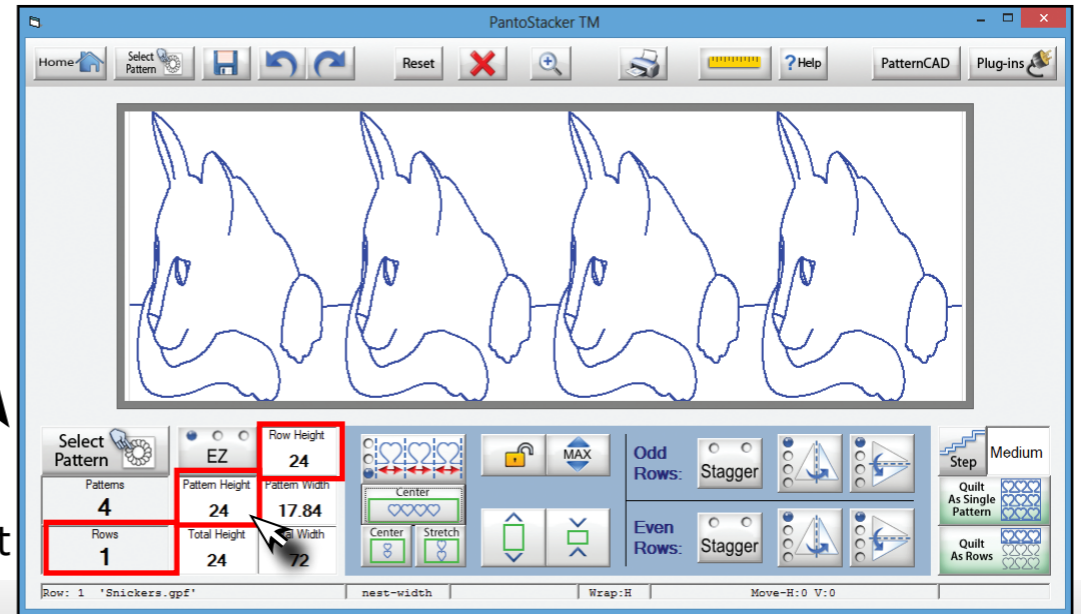 PantoStacker TM
Home
Select
Pattern
Reset
?Help
PatternCAD
Plug-ins
Select
Pattern
EZ
Row Height
24
Patterns
4
Pattern Height
24
Pattern Width
17.84
Rows
1
Total Height
24
Width
72
t
Center
Center
Stretch
MAX
Odd
Rows:
Stagger
Even
Rows:
Stagger
Step
Medium
Quilt
As Single
Pattern
Quilt
As Rows
Row: 1 'Snickers.gpf'
nest-width
Wrap:H
Move-H:0 V:0